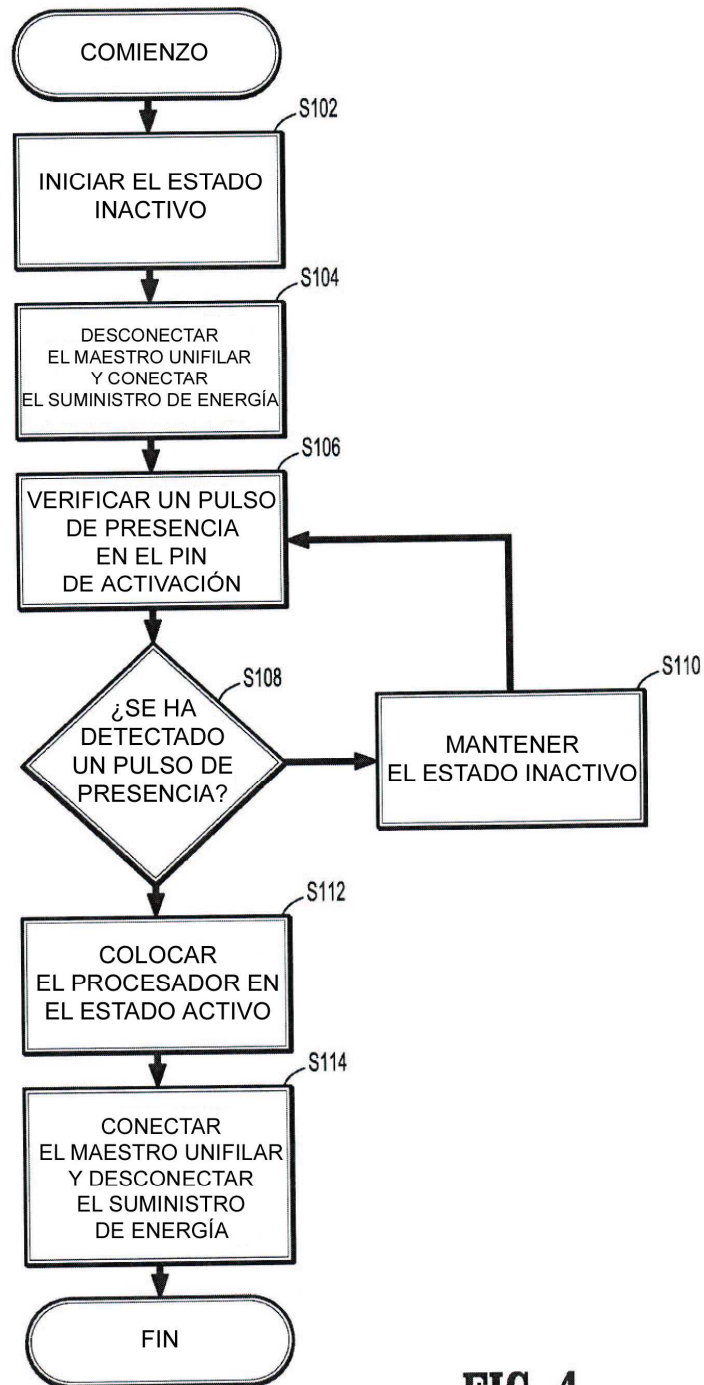 COMIENZO
S102
INICIAR EL ESTADO
INACTIVO
S104
DESCONECTAR
EL MAESTRO UNIFILAR
Y CONECTAR
EL SUMINISTRO DE ENERGÍA
S106
VERIFICAR UN PULSO
DE PRESENCIA
EN EL PIN
DE ACTIVACIÓN
S108
¿SE HA
DETECTADO
UN PULSO DE
PRESENCIA?
S110
MANTENER
EL ESTADO INACTIVO
S112
COLOCAR
EL PROCESADOR EN
EL ESTADO ACTIVO
S114
CONECTAR
EL MAESTRO UNIFILAR
Y DESCONECTAR
EL SUMINISTRO
DE ENERGÍA
FIN